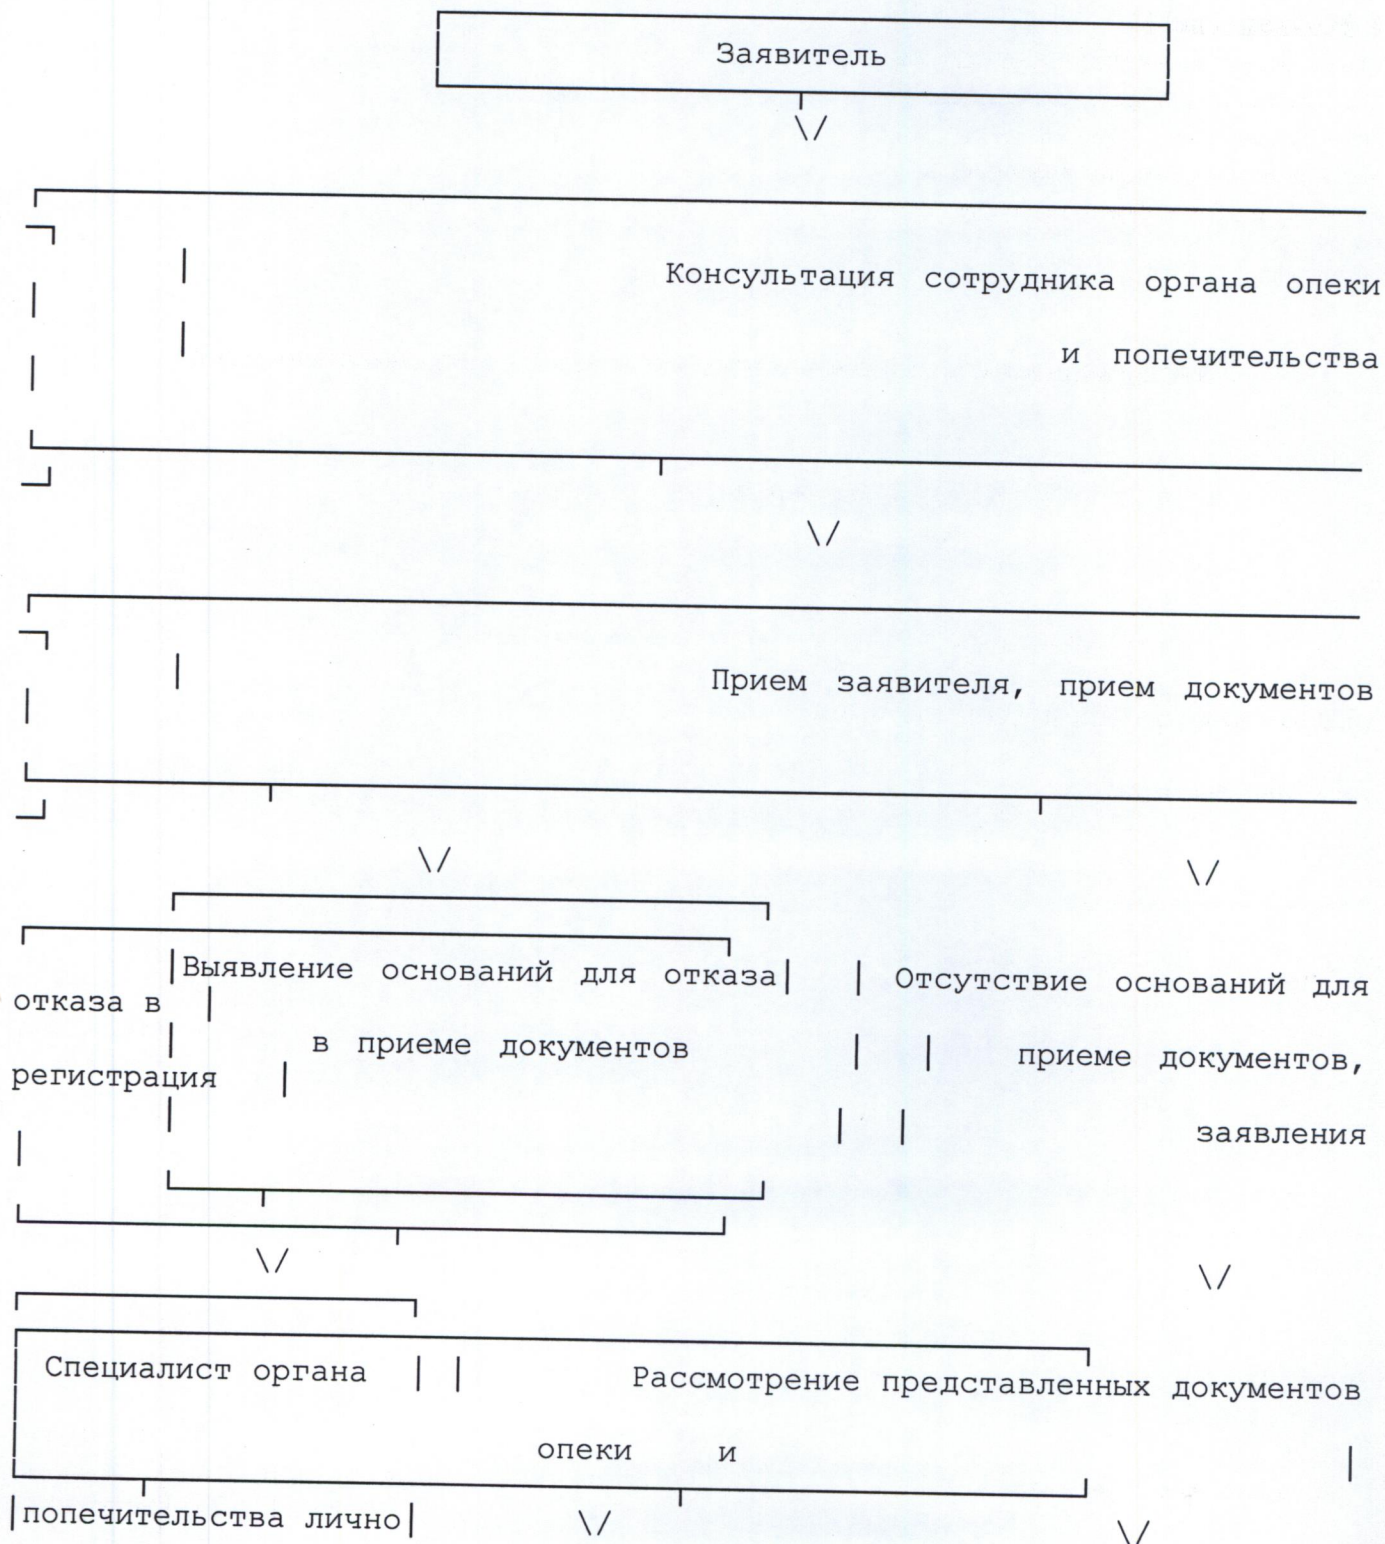 Заявитель
Консультация сотрудника органа опеки
и попечительства
Прием заявителя, прием документов
Выявление оснований для отказа Отсутствие оснований для
отказа в
в приеме документов приеме документов,
регистрация
заявления
Специалист органа Рассмотрение представленных документов
опеки и
попечительства лично